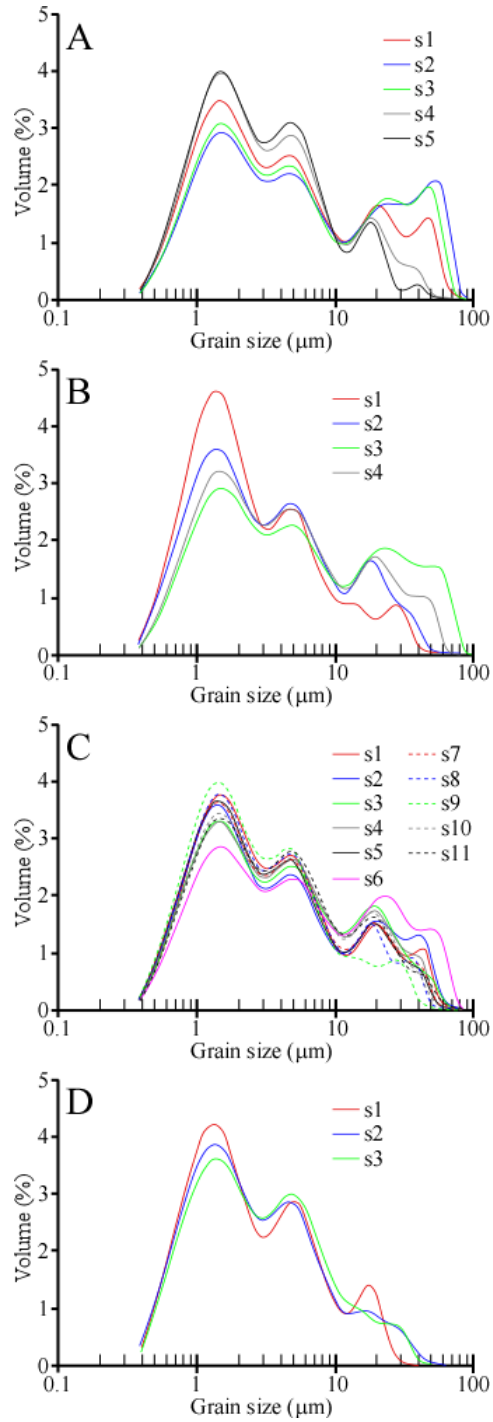 A
s1
s2
s3
s4
s5
5
4
3
2
1
0
Volume (%)
0.1 1 10 100
Grain size (μm)
B
s1
s2
s3
s4
5
4
3
2
1
0
Volume (%)
0.1 1 10 100
Grain size (μm)
C
s1 s7
s2 s8
s3 s9
s4 s10
s5 s11
s6
5
4
3
2
1
0
Volume (%)
0.1 1 10 100
Grain size (μm)
D
s1
s2
s3
5
4
3
2
1
0
Volume (%)
0.1 1 10 100
Grain size (μm)